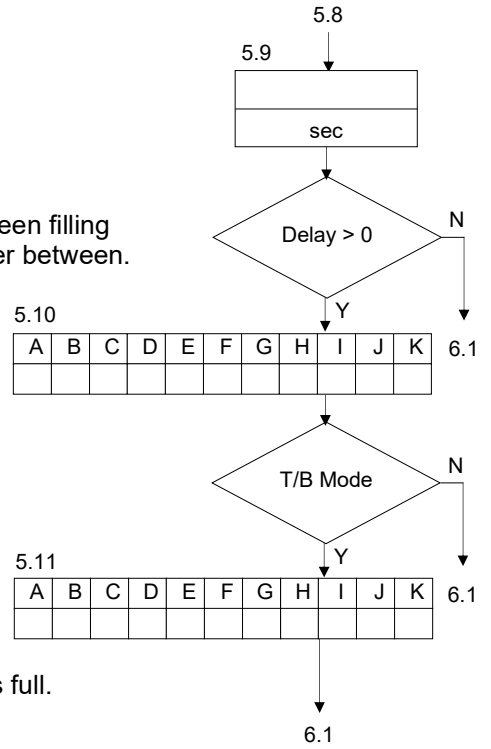 5.8
5.9
sec
een filling
er between.
Delay > 0
N
Y
5.10
6.1
A B C D E F G H I J K
T/B Mode
N
Y
5.11
6.1
A B C D E F G H I J K
s full.
6.1